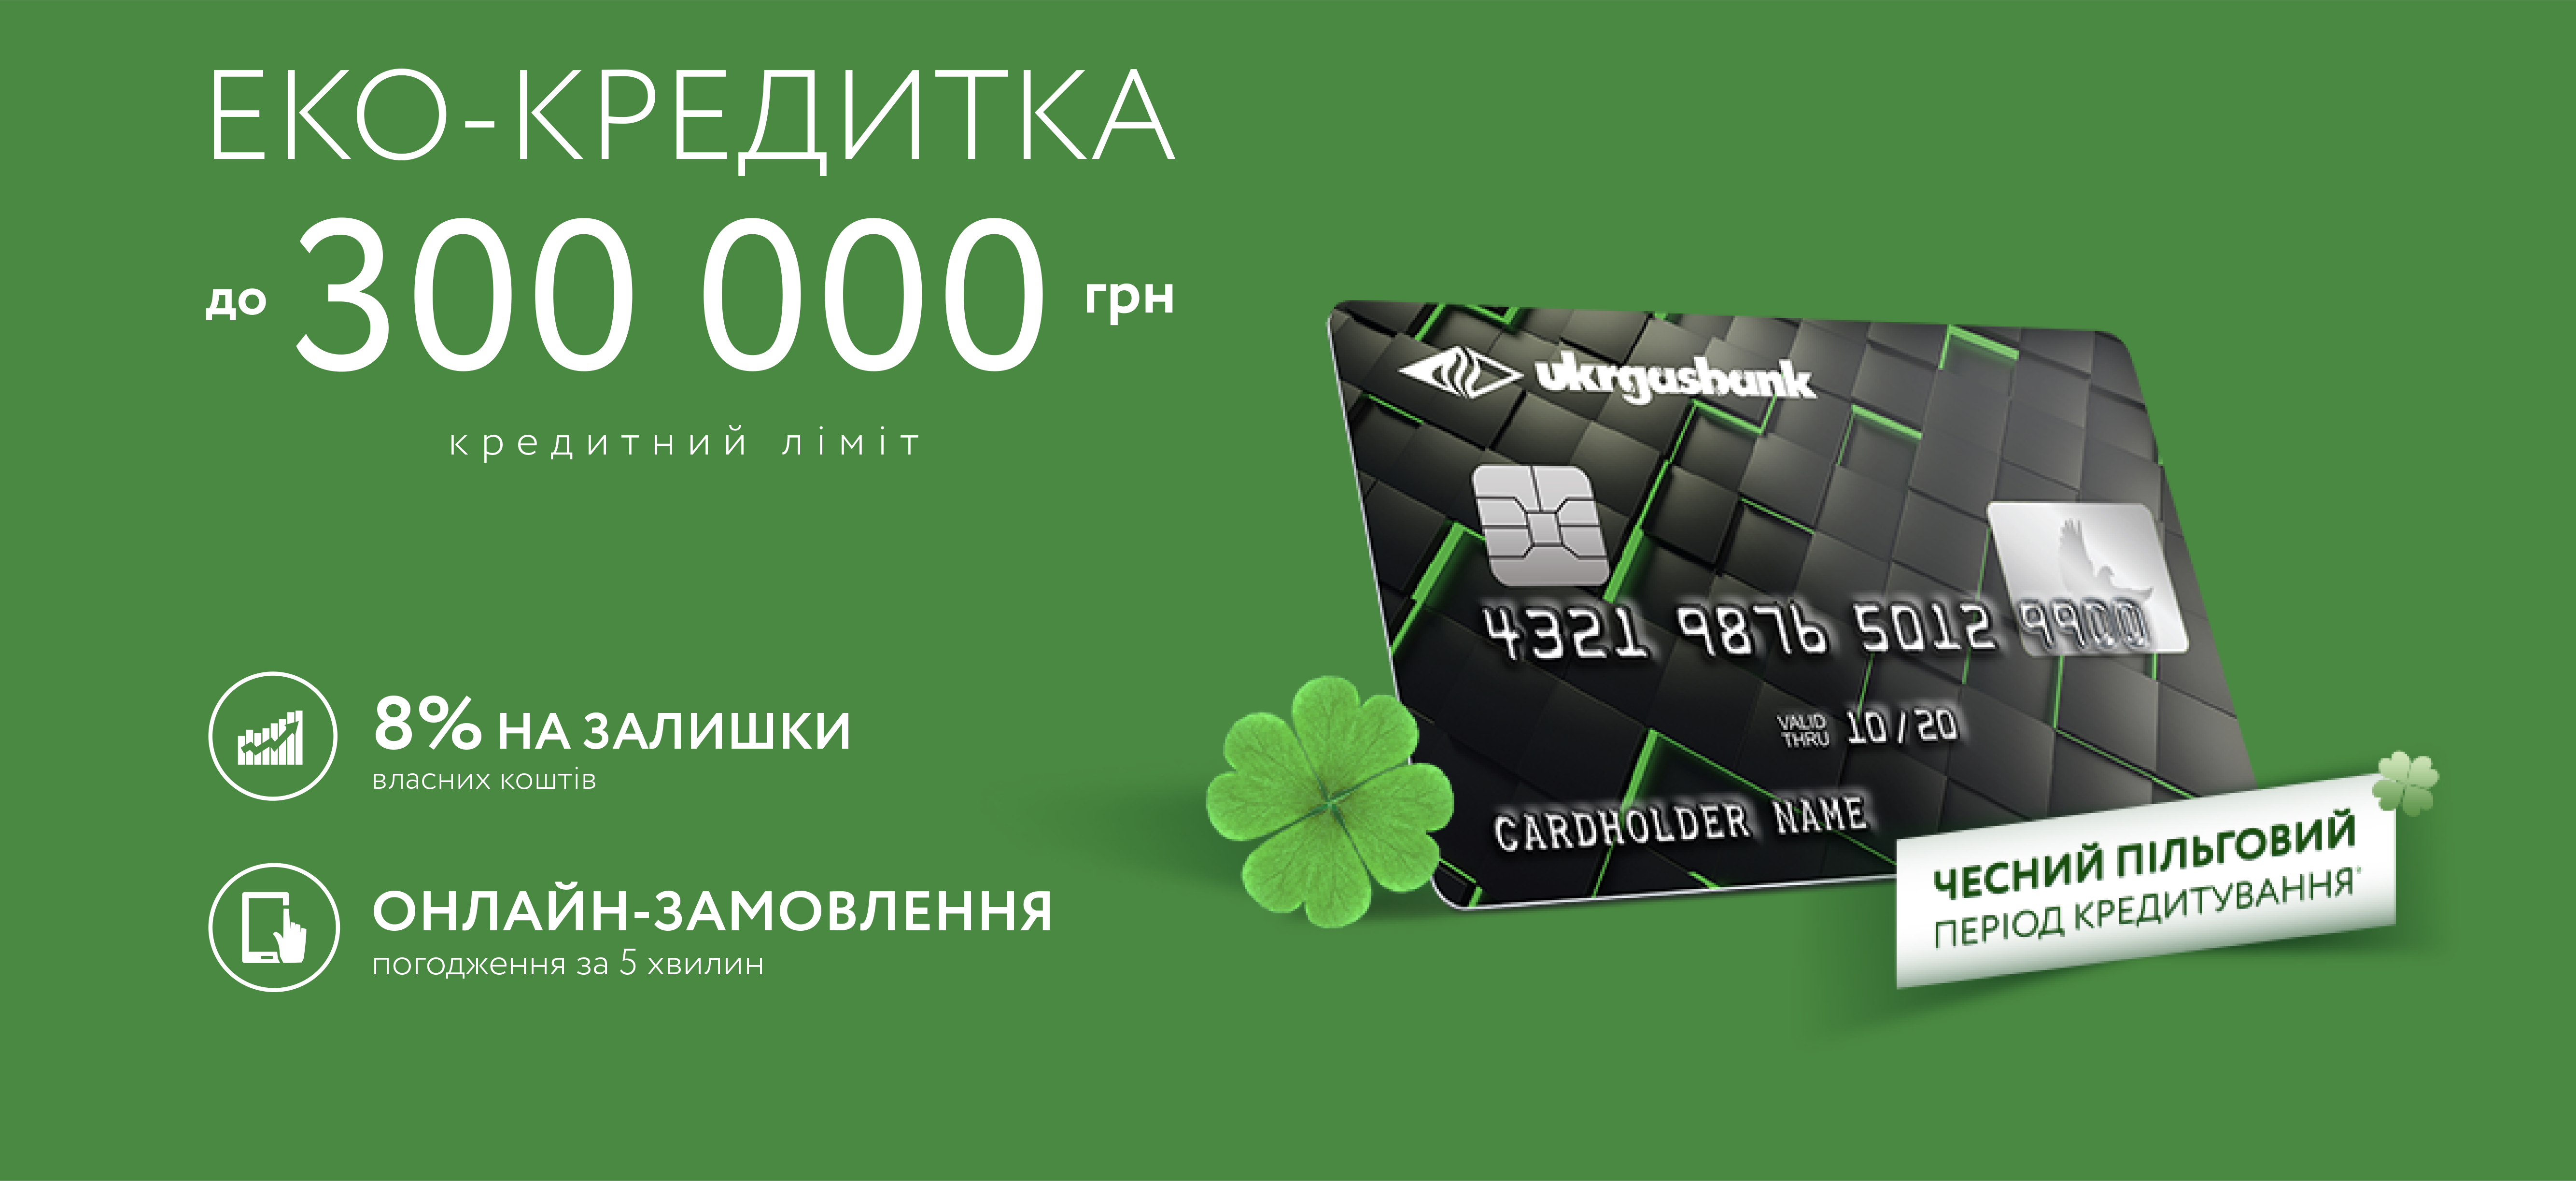 ЕКО-КРЕДИТКА
до 300 000 грн
кредитний ліміт
8% НА ЗАЛИШКИ
власних коштів
ОНЛАЙН-ЗАМОВЛЕННЯ
погодження за 5 хвилин
ukrgasbank
4321 9876 5012 9900
VALID
THRU 10/20
CARDHOLDER NAME
ЧЕСНИЙ ПІЛЬГОВИЙ
ПЕРІОД КРЕДИТУВАННЯ*